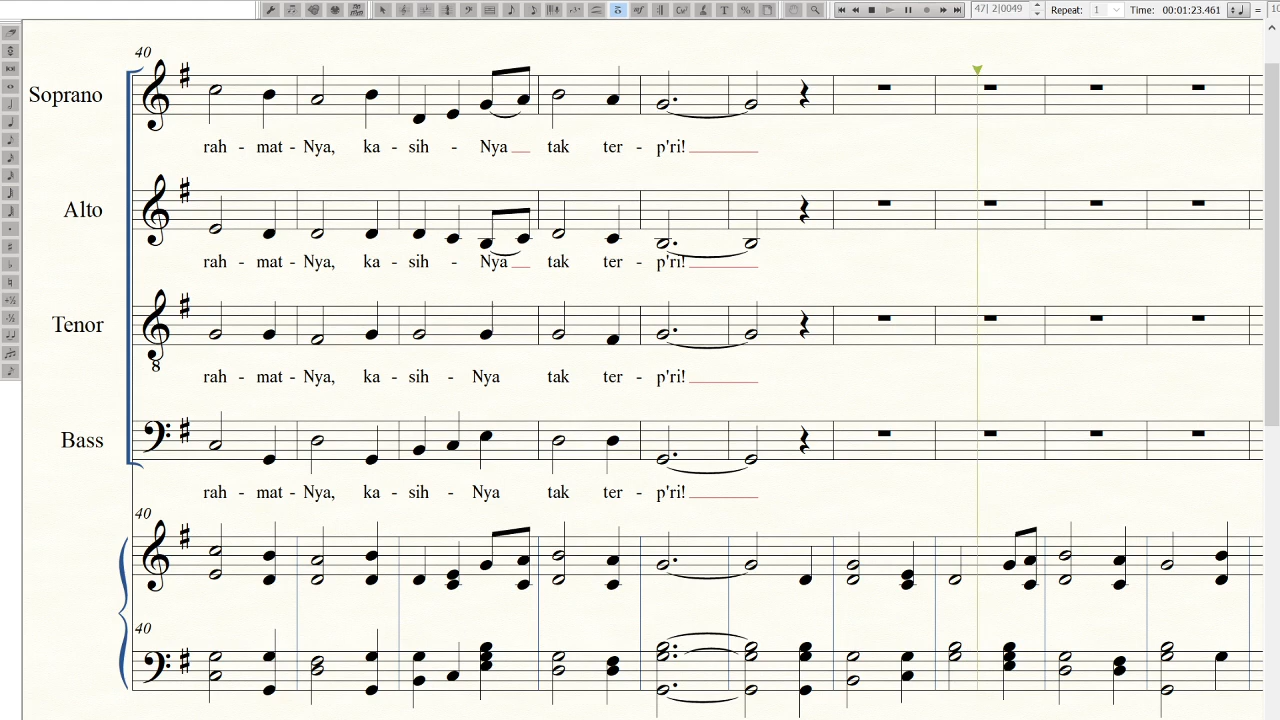 47| 2|0049 Repeat: 1 Time: 00:01:23.461 =
40
Soprano
rah - mat - Nya, ka - sih - Nya tak ter - p'ri!
Alto
rah - mat - Nya, ka - sih - Nya tak ter - p'ri!
Tenor
8
rah - mat - Nya, ka - sih - Nya tak ter - p'ri!
Bass
rah - mat - Nya, ka - sih - Nya tak ter - p'ri!
40
40